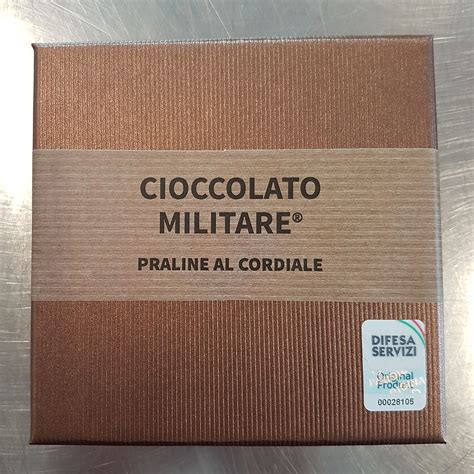 CIOCCOLATO
MILITARE®
PRALINE AL CORDIALE
DIFESA
SERVIZI
Original
Product
00028105